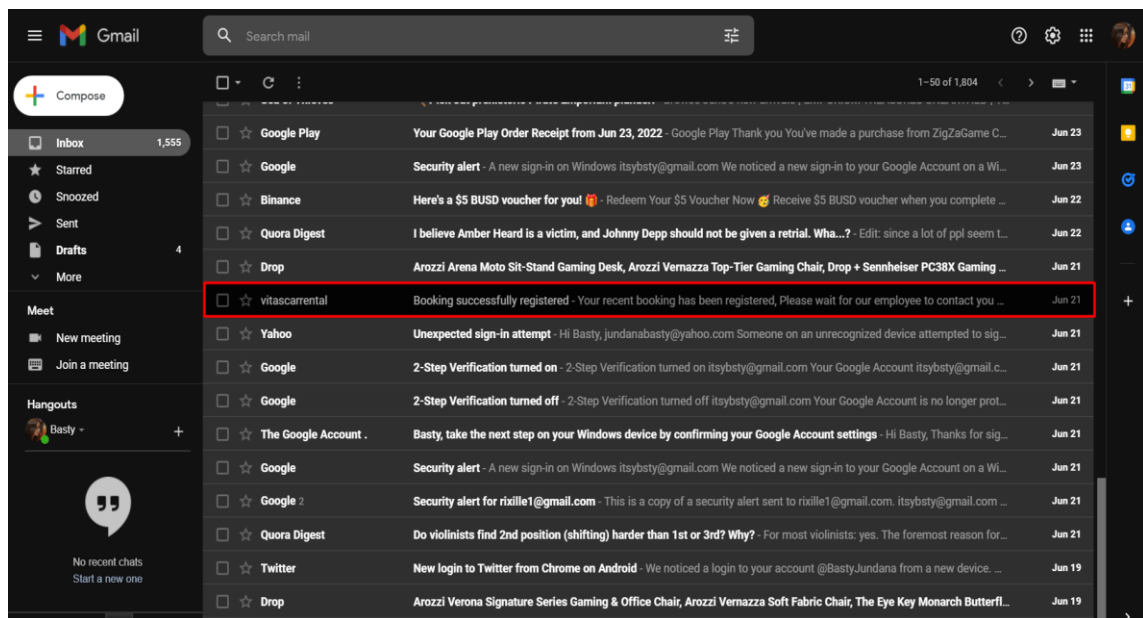 Gmail
Search mail
Compose
1–50 of 1,804
Inbox 1,555
Starred
Snoozed
Sent
Drafts 4
More
Meet
New meeting
Join a meeting
Hangouts
Basty
No recent chats
Start a new one
Google Play Your Google Play Order Receipt from Jun 23, 2022 - Google Play Thank you You've made a purchase from ZigZaGame C... Jun 23
Google Security alert - A new sign-in on Windows itsybsty@gmail.com We noticed a new sign-in to your Google Account on a Wi... Jun 23
Binance Here's a $5 BUSD voucher for you! 🎁 - Redeem Your $5 Voucher Now 🥳 Receive $5 BUSD voucher when you complete ... Jun 22
Quora Digest I believe Amber Heard is a victim, and Johnny Depp should not be given a retrial. Wha...? - Edit: since a lot of ppl seem t... Jun 22
Drop Arozzi Arena Moto Sit-Stand Gaming Desk, Arozzi Vernazza Top-Tier Gaming Chair, Drop + Sennheiser PC38X Gaming ... Jun 21
vitascarrental Booking successfully registered - Your recent booking has been registered, Please wait for our employee to contact you ... Jun 21
Yahoo Unexpected sign-in attempt - Hi Basty, jundanabasty@yahoo.com Someone on an unrecognized device attempted to sig... Jun 21
Google 2-Step Verification turned on - 2-Step Verification turned on itsybsty@gmail.com Your Google Account itsybsty@gmail.c... Jun 21
Google 2-Step Verification turned off - 2-Step Verification turned off itsybsty@gmail.com Your Google Account is no longer prot... Jun 21
The Google Account . Basty, take the next step on your Windows device by confirming your Google Account settings - Hi Basty, Thanks for sig... Jun 21
Google Security alert - A new sign-in on Windows itsybsty@gmail.com We noticed a new sign-in to your Google Account on a Wi... Jun 21
Google 2 Security alert for rixille1@gmail.com - This is a copy of a security alert sent to rixille1@gmail.com. itsybsty@gmail.com ... Jun 21
Quora Digest Do violinists find 2nd position (shifting) harder than 1st or 3rd? Why? - For most violinists: yes. The foremost reason for... Jun 21
Twitter New login to Twitter from Chrome on Android - We noticed a login to your account @BastyJundana from a new device. ... Jun 19
Drop Arozzi Verona Signature Series Gaming & Office Chair, Arozzi Vernazza Soft Fabric Chair, The Eye Key Monarch Butterfl... Jun 19